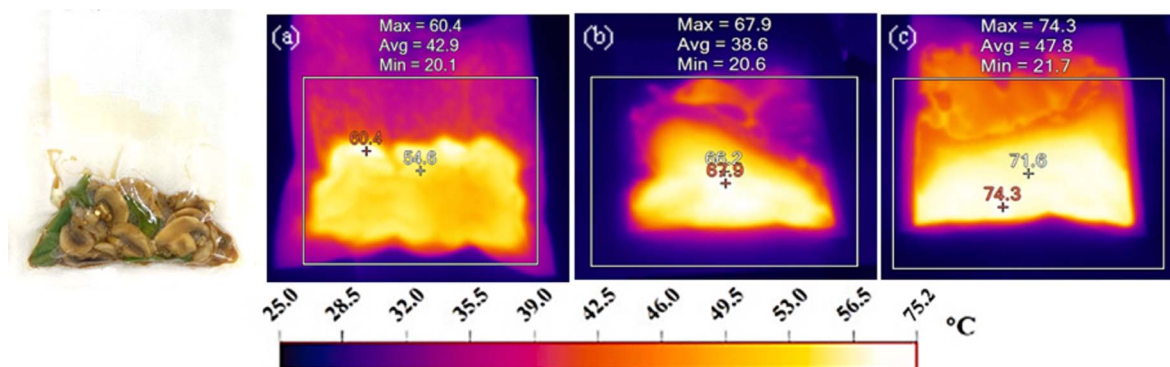 (a)
Max = 60.4
Avg = 42.9
Min = 20.1
60.4
54.6
(b)
Max = 67.9
Avg = 38.6
Min = 20.6
66.2
67.9
(c)
Max = 74.3
Avg = 47.8
Min = 21.7
71.6
74.3
25.0 28.5 32.0 35.5 39.0 42.5 46.0 49.5 53.0 56.5 75.2 °C